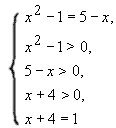 x² − 1 = 5 − x,
x² − 1 > 0,
5 − x > 0,
x + 4 > 0,
x + 4 = 1